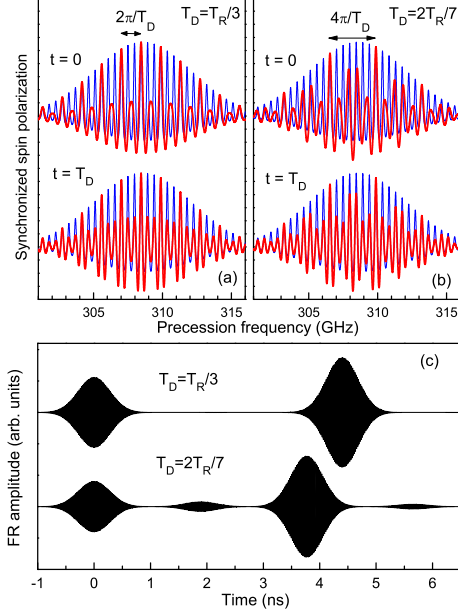 2π/T_D
T_D=T_R/3
4π/T_D
T_D=2T_R/7
t = 0
t = 0
Synchronized spin polarization
t = T_D
t = T_D
(a)
(b)
305 310 315
305 310 315
Precession frequency (GHz)
(c)
T_D=T_R/3
T_D=2T_R/7
FR amplitude (arb. units)
-1 0 1 2 3 4 5 6
Time (ns)